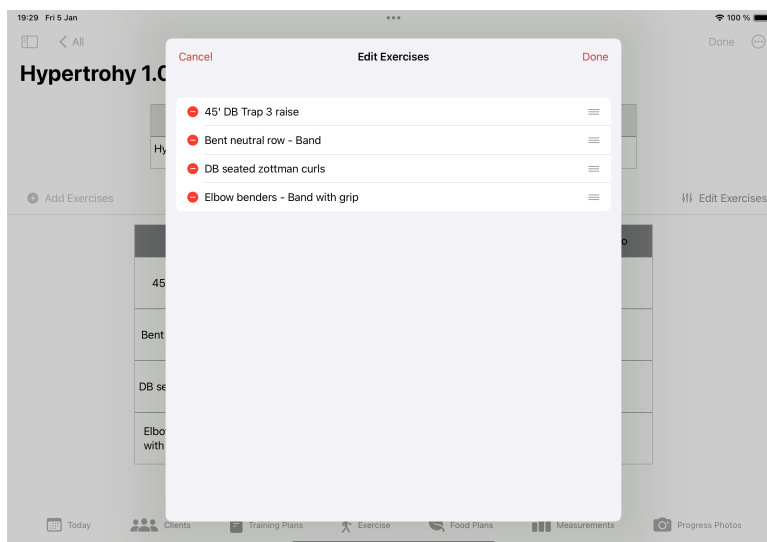 19:29 Fri 5 Jan
100 %
All
Done
Hypertrohy 1.0
Cancel
Edit Exercises
Done
45' DB Trap 3 raise
Bent neutral row - Band
DB seated zottman curls
Elbow benders - Band with grip
Hy
Add Exercises
Edit Exercises
o
45
Bent
DB se
Elbo
with
Today
Clients
Training Plans
Exercise
Food Plans
Measurements
Progress Photos